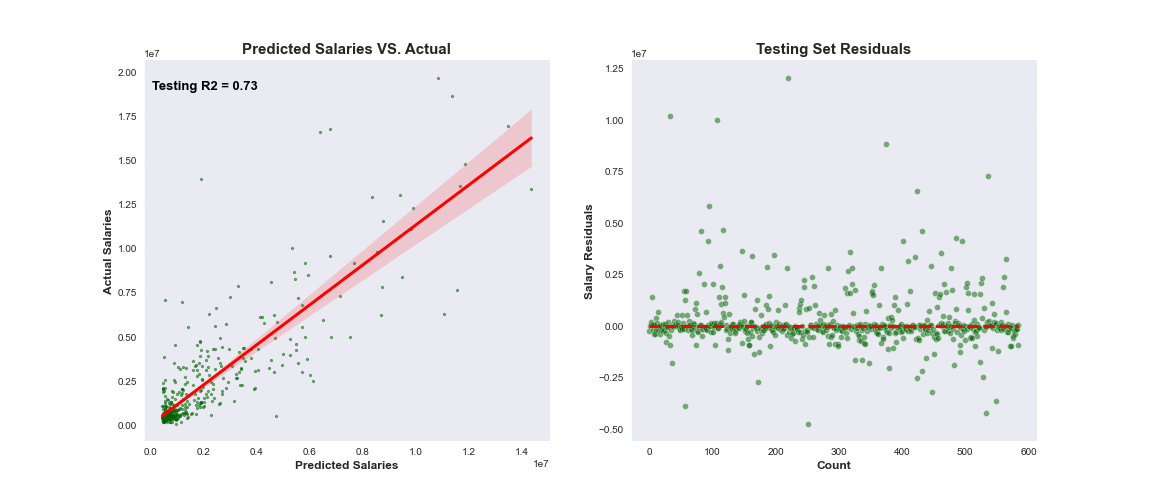 Predicted Salaries VS. Actual
1e7
Testing R2 = 0.73
2.00
1.75
1.50
1.25
1.00
0.75
0.50
0.25
0.00
Actual Salaries
0.0 0.2 0.4 0.6 0.8 1.0 1.2 1.4
1e7
Predicted Salaries
Testing Set Residuals
1e7
1.25
1.00
0.75
0.50
0.25
0.00
−0.25
−0.50
Salary Residuals
0 100 200 300 400 500 600
Count